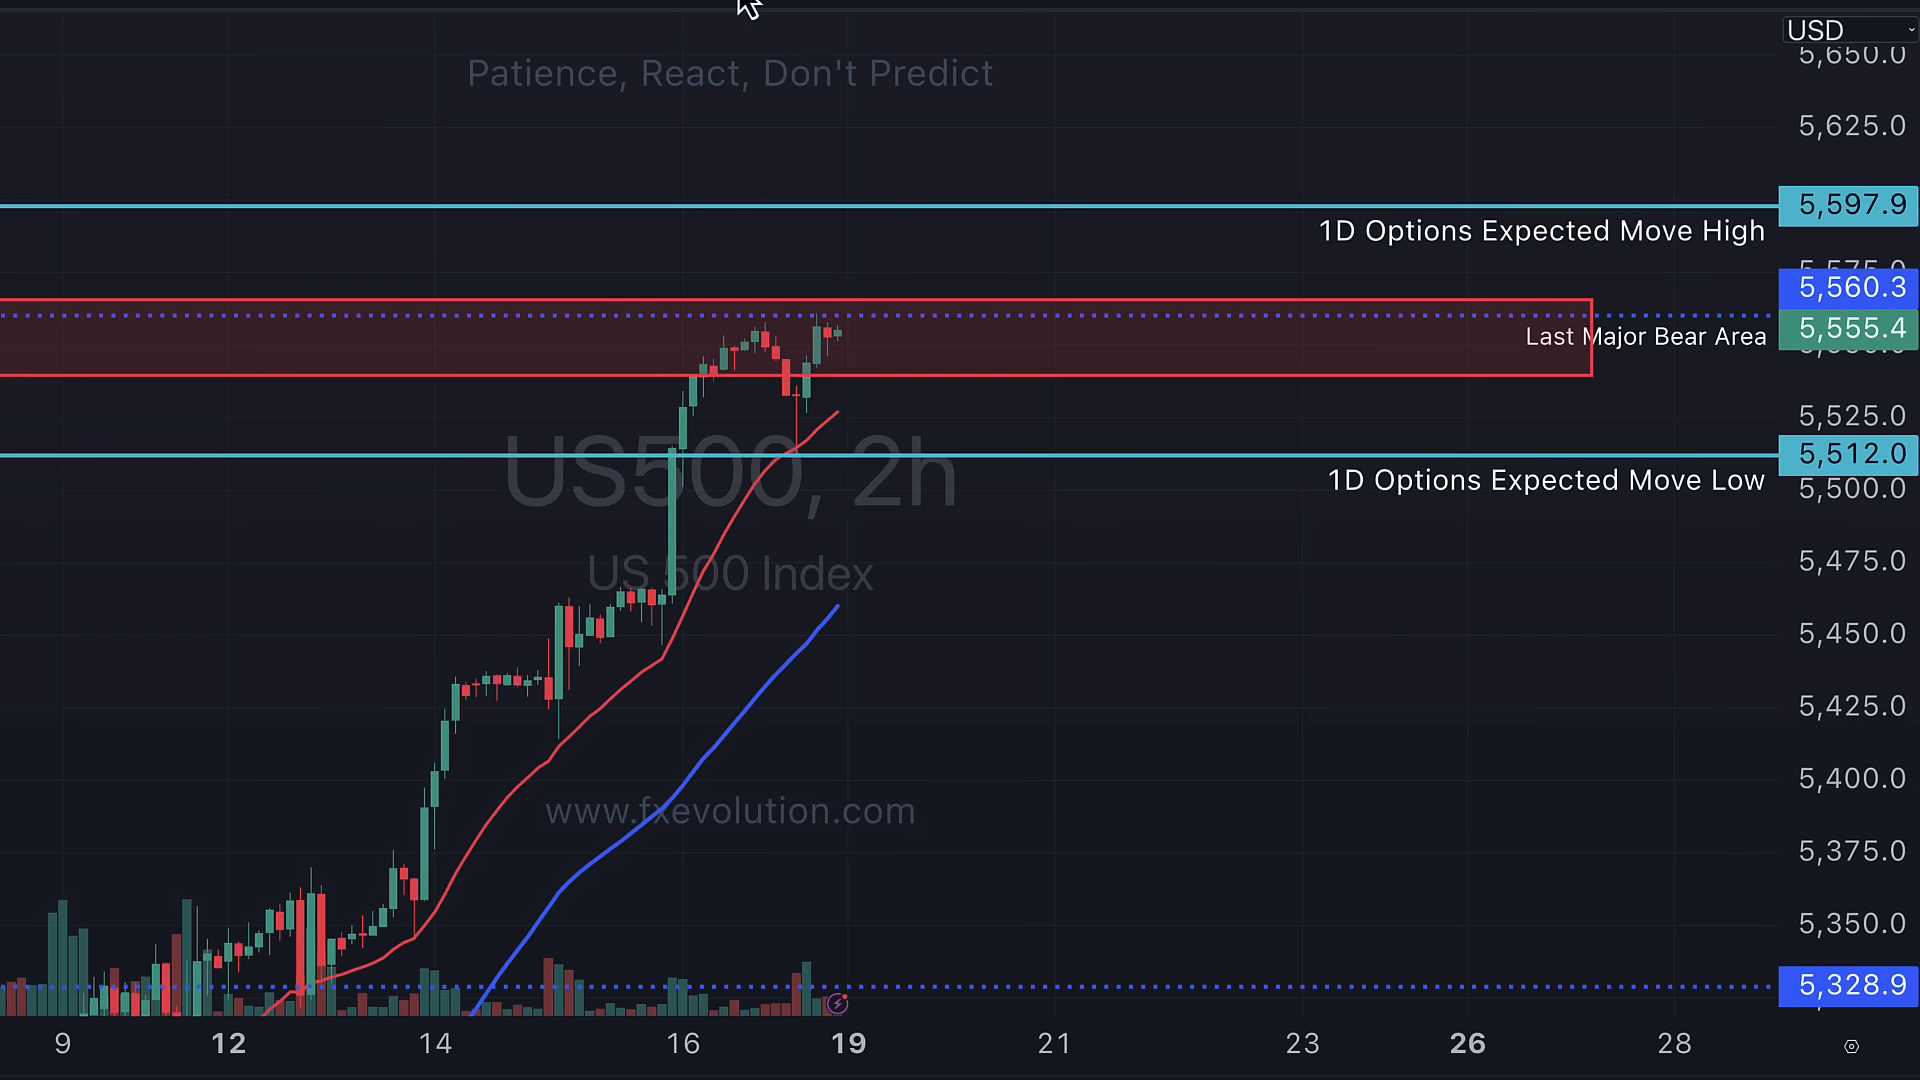 USD
5,650.0
Patience, React, Don't Predict
5,625.0
5,597.9
1D Options Expected Move High
5,575.0
5,560.3
5,555.4
Last Major Bear Area
5,525.0
5,512.0
US500, 2h
1D Options Expected Move Low
5,500.0
5,475.0
US 500 Index
5,450.0
5,425.0
5,400.0
www.fxevolution.com
5,375.0
5,350.0
5,328.9
9 12 14 16 19 21 23 26 28